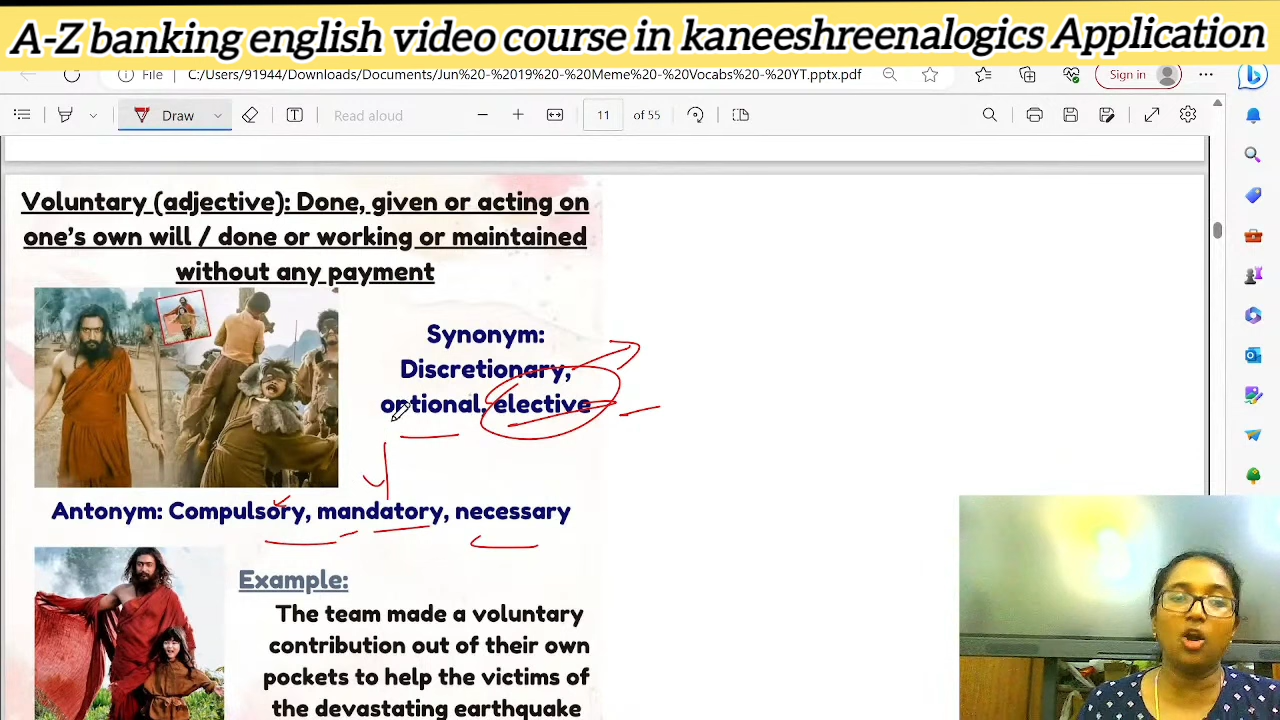 A-Z banking english video course in kaneeshreenalogics Application
File C:/Users/91944/Downloads/Documents/Jun%20-%2019%20-%20Meme%20-%20Vocabs%20-%20YT.pptx.pdf Sign in
Draw Read aloud 11 of 55
Voluntary (adjective): Done, given or acting on
one's own will / done or working or maintained
without any payment
Synonym:
Discretionary,
optional, elective
Antonym: Compulsory, mandatory, necessary
Example:
The team made a voluntary
contribution out of their own
pockets to help the victims of
the devastating earthquake